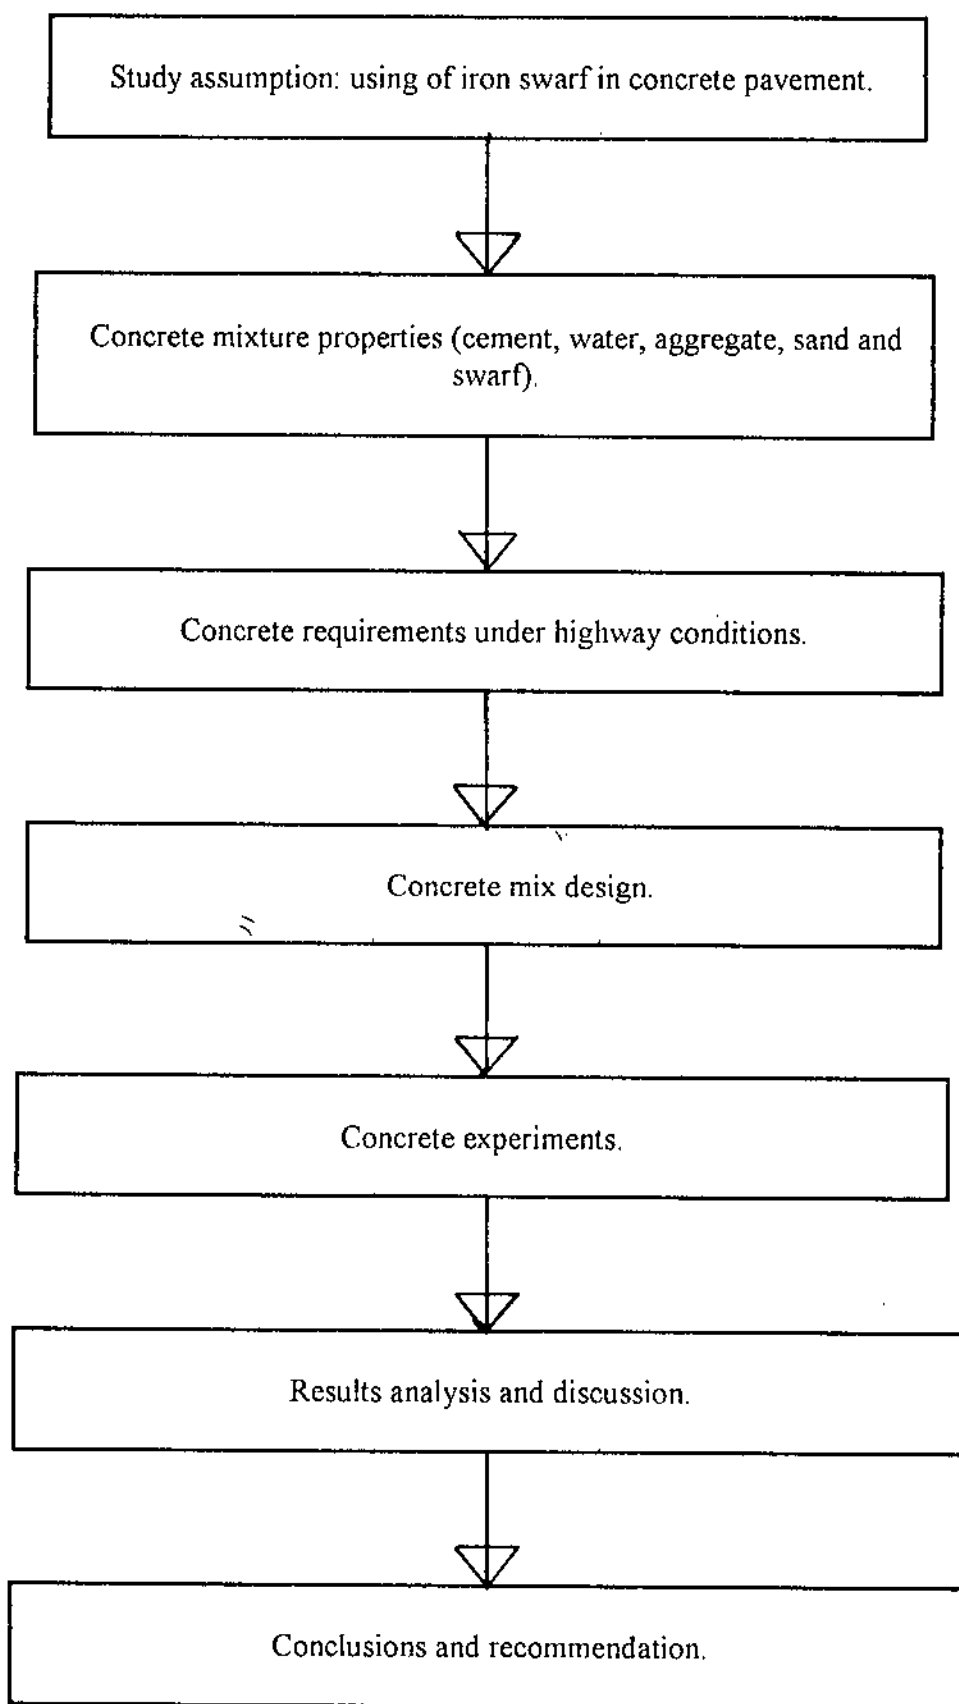 Study assumption: using of iron swarf in concrete pavement.
Concrete mixture properties (cement, water, aggregate, sand and
swarf).
Concrete requirements under highway conditions.
Concrete mix design.
Concrete experiments.
Results analysis and discussion.
Conclusions and recommendation.